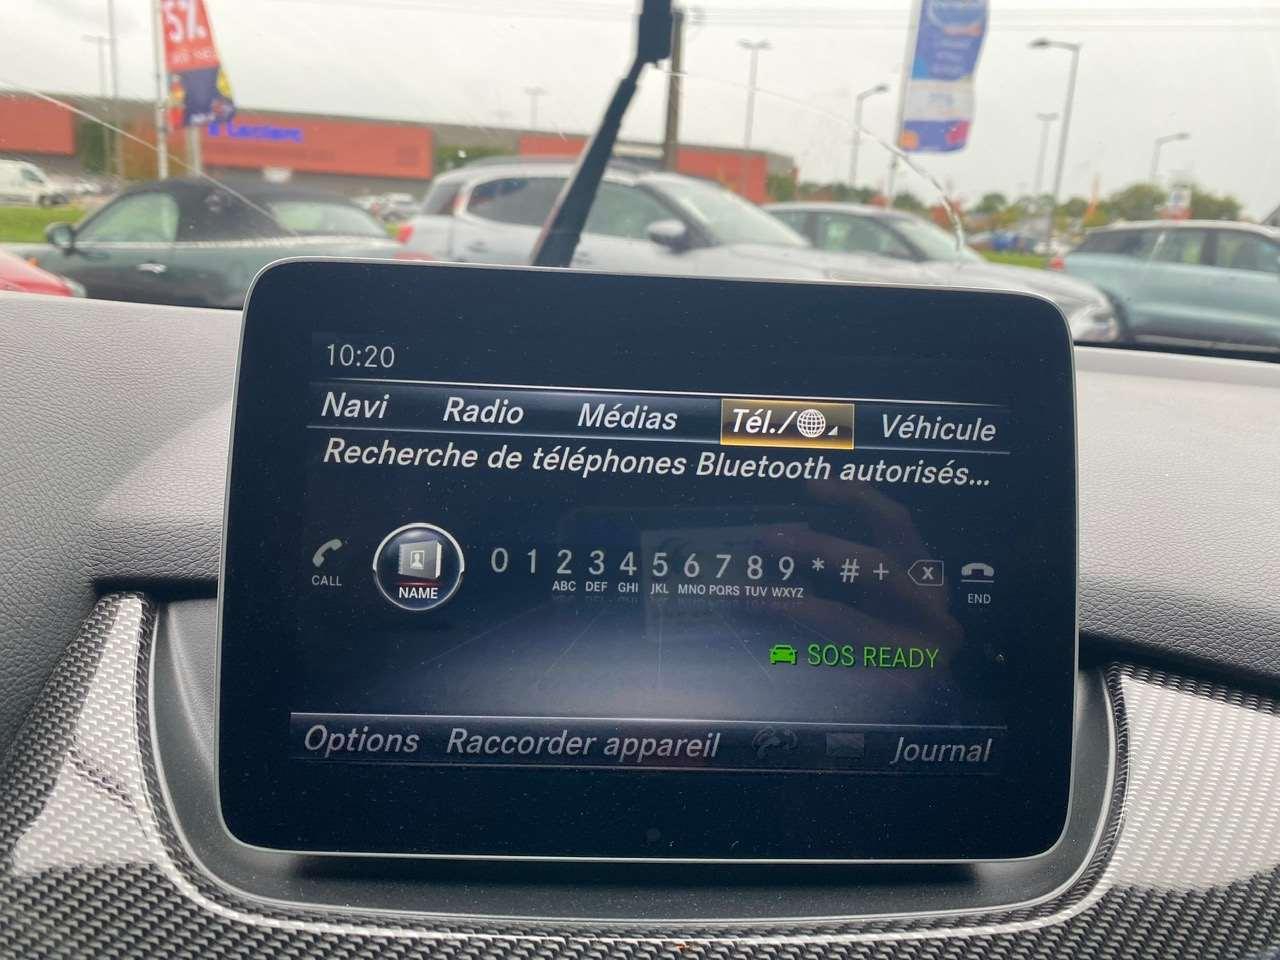 5%
E.Leclerc
10:20
Navi Radio Médias Tél./ Véhicule
Recherche de téléphones Bluetooth autorisés...
CALL NAME 0 1 2 3 4 5 6 7 8 9 * # + X END
ABC DEF GHI JKL MNO PQRS TUV WXYZ
SOS READY
Options Raccorder appareil Journal